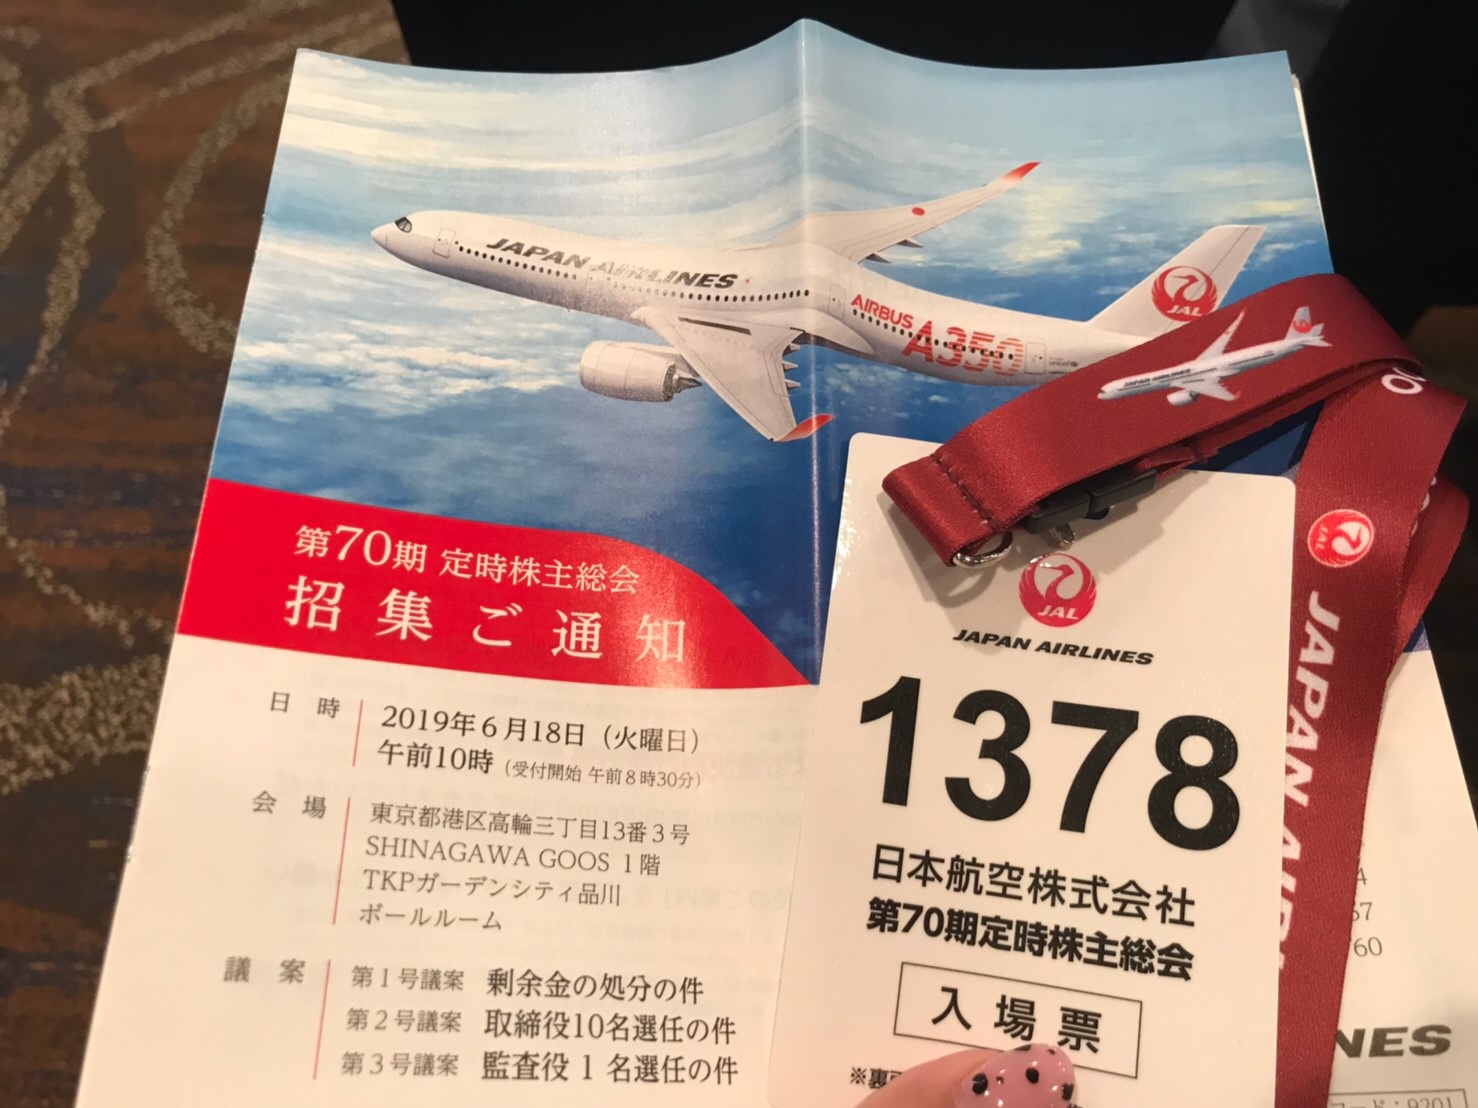 JAPAN AIRLINES
AIRBUS
A350
JAL
第70期 定時株主総会
招集ご通知
日 時
2019年6月18日（火曜日）
午前10時（受付開始 午前8時30分）
会 場
東京都港区高輪三丁目13番3号
SHINAGAWA GOOS 1階
TKPガーデンシティ品川
ボールルーム
議 案
第1号議案 剰余金の処分の件
第2号議案 取締役10名選任の件
第3号議案 監査役1名選任の件
JAPAN AIRLINES
JAL
JAPAN AIRLINES
1378
日本航空株式会社
第70期定時株主総会
入場票
※裏
JAL
JAPAN AIRL
NES
コード：9201